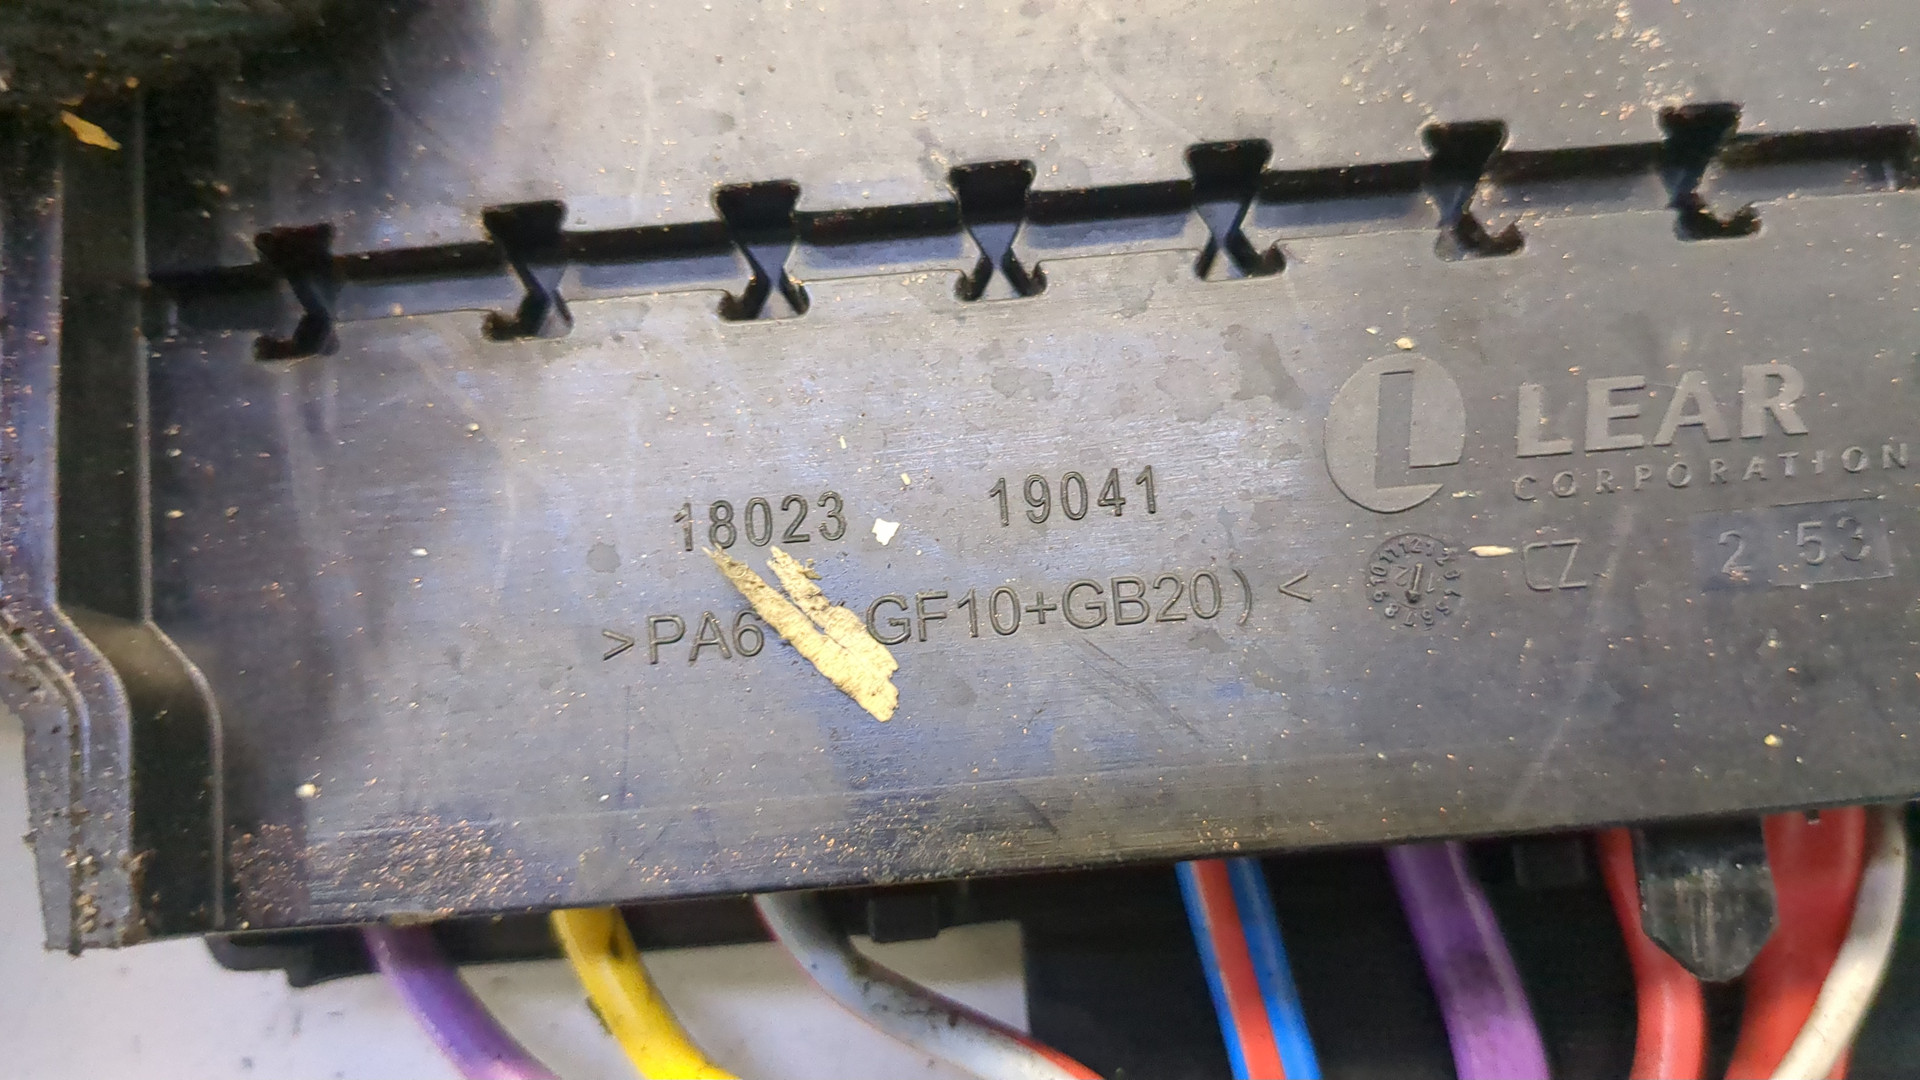 L LEAR
CORPORATION
18023 19041
CZ 2 53
>PA6 GF10+GB20)<